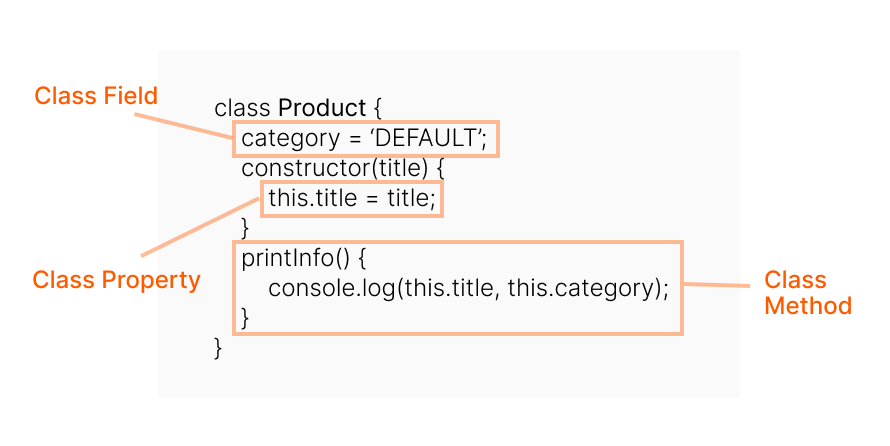 Class Field
class Product {
category = ‘DEFAULT’;
constructor(title) {
this.title = title;
}
Class Property
printInfo() {
console.log(this.title, this.category);
}
}
Class
Method